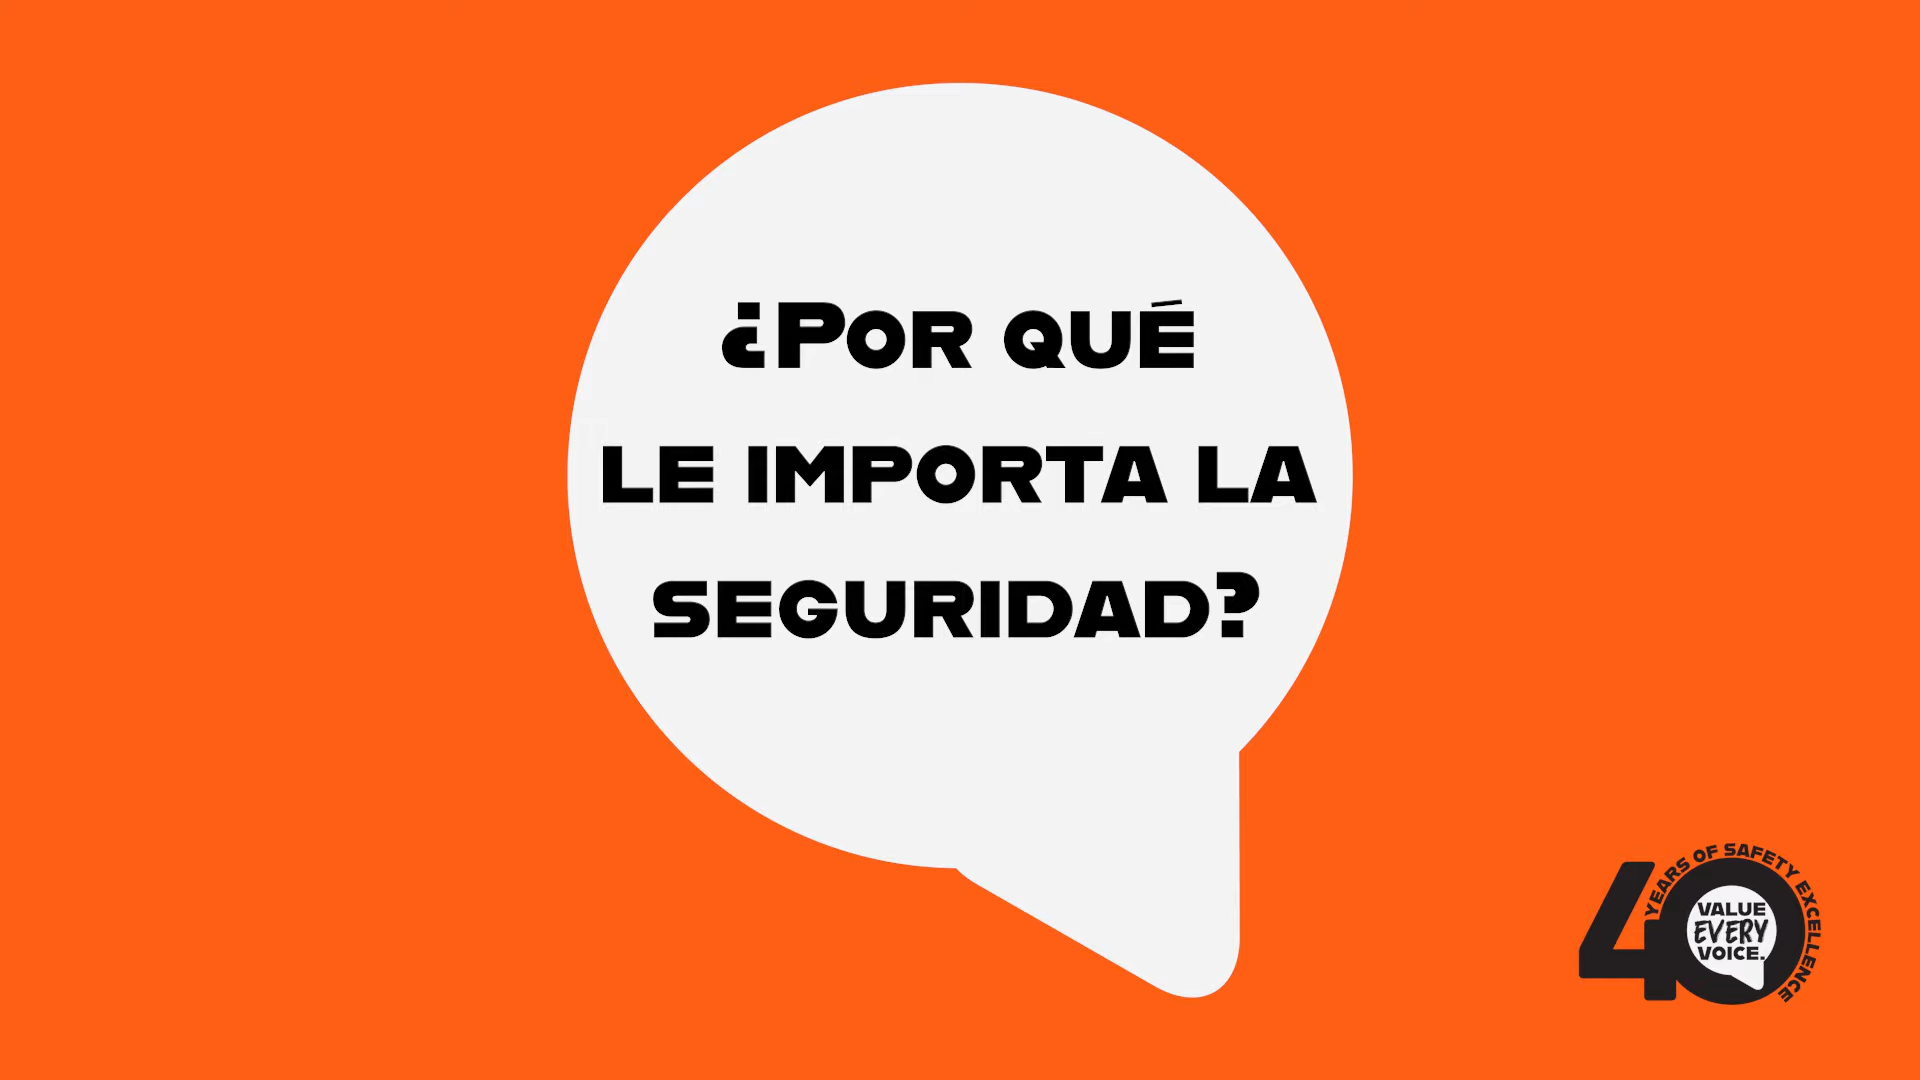 ¿POR QUÉ
LE IMPORTA LA
SEGURIDAD?
40
YEARS OF SAFETY EXCELLENCE
VALUE
EVERY
VOICE.